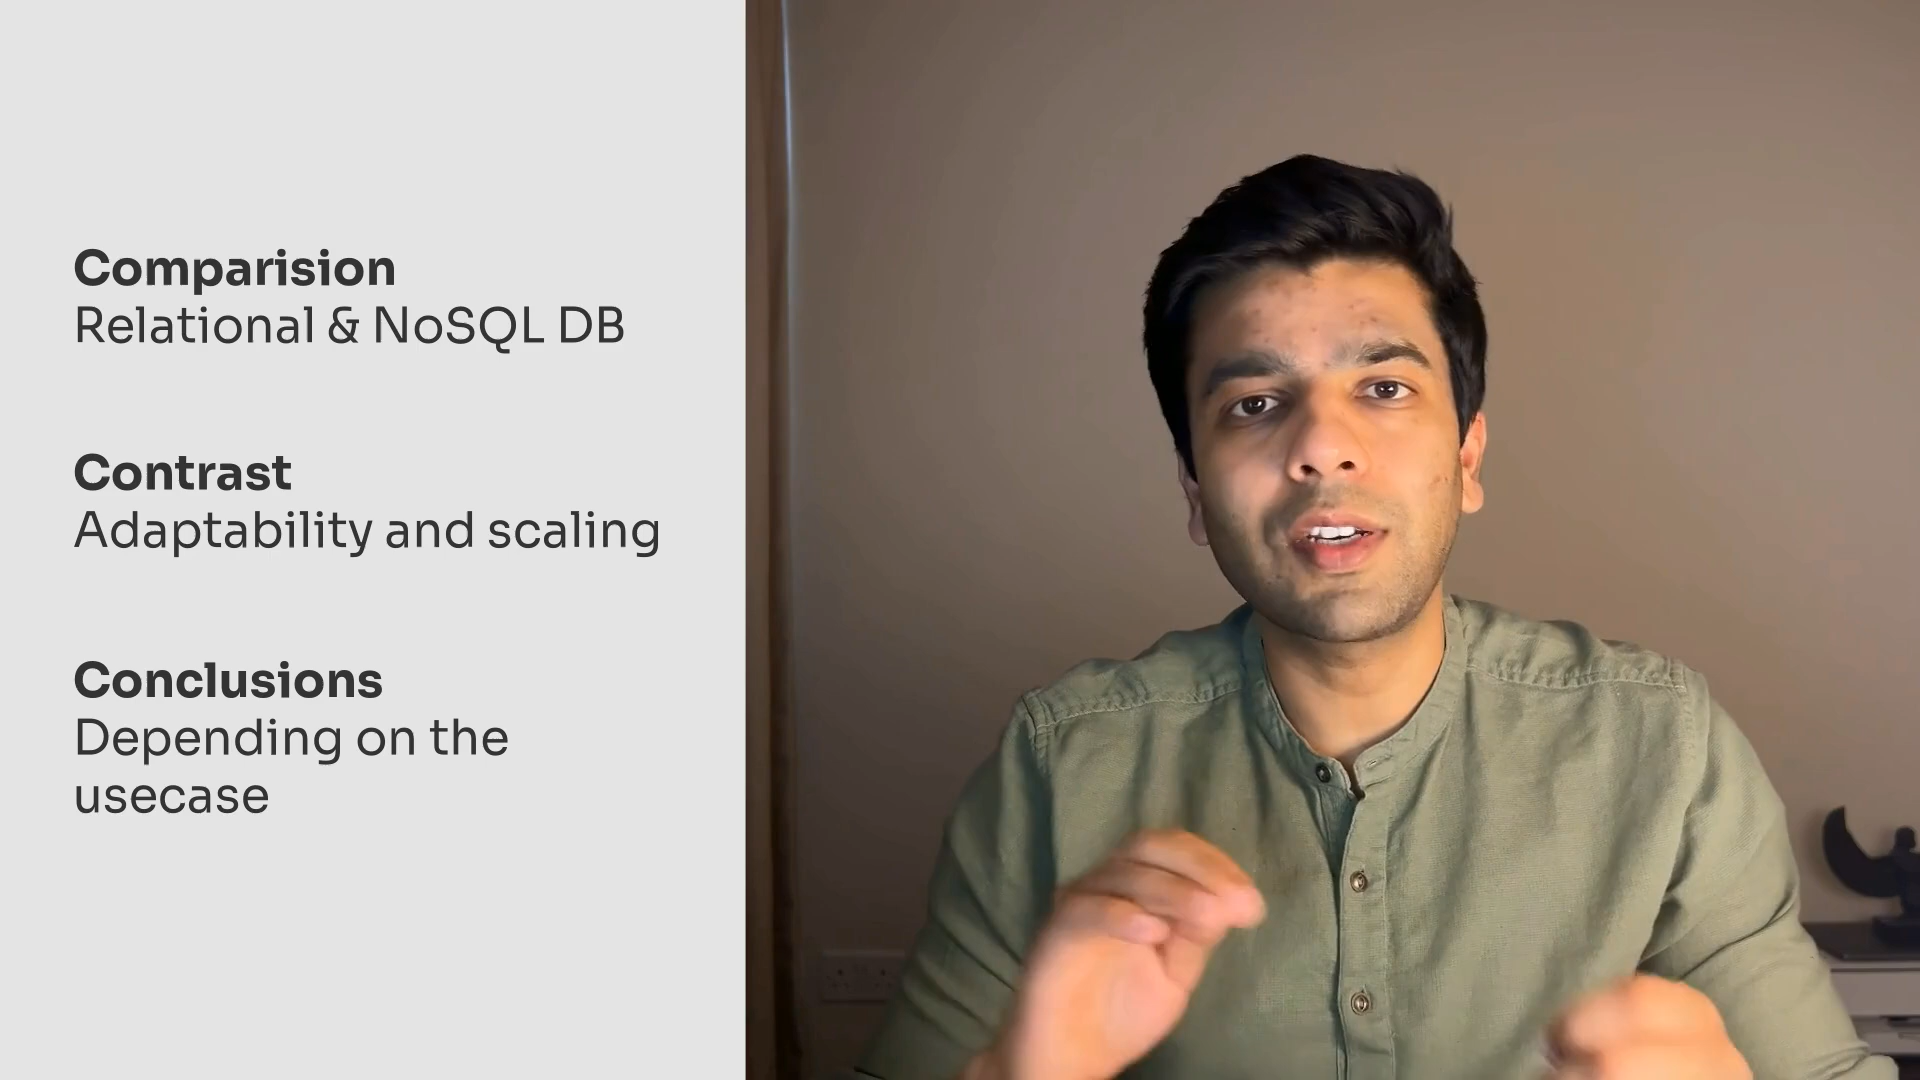 Comparision
Relational & NoSQL DB
Contrast
Adaptability and scaling
Conclusions
Depending on the
usecase